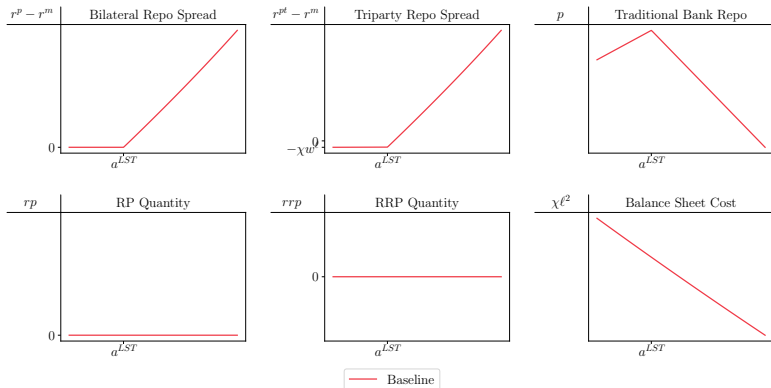 r^p − r^m Bilateral Repo Spread
0
a^{LST}
r^{pt} − r^m Triparty Repo Spread
0
−χw^ι
a^{LST}
p Traditional Bank Repo
a^{LST}
rp RP Quantity
0
a^{LST}
rrp RRP Quantity
0
a^{LST}
χℓ^2 Balance Sheet Cost
a^{LST}
Baseline